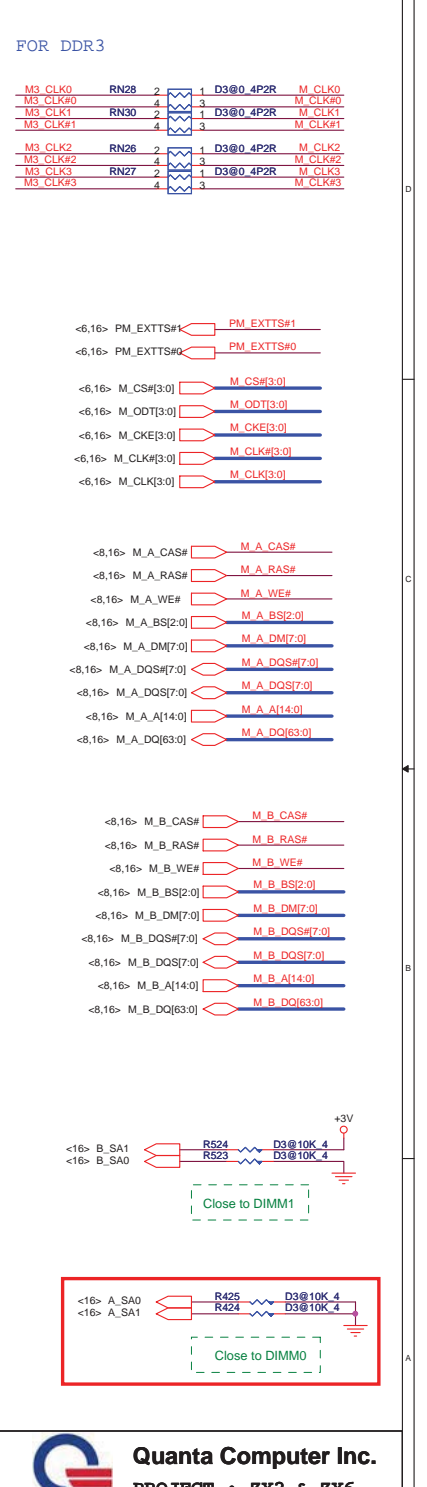 FOR DDR3
M3_CLK0 RN28 2 1 D3@0_4P2R M_CLK0
M3_CLK#0 4 3 M_CLK#0
M3_CLK1 RN30 2 1 D3@0_4P2R M_CLK1
M3_CLK#1 4 3 M_CLK#1
M3_CLK2 RN26 2 1 D3@0_4P2R M_CLK2
M3_CLK#2 4 3 M_CLK#2
M3_CLK3 RN27 2 1 D3@0_4P2R M_CLK3
M3_CLK#3 4 3 M_CLK#3
D
<6,16> PM_EXTTS#1 PM_EXTTS#1
<6,16> PM_EXTTS#0 PM_EXTTS#0
<6,16> M_CS#[3:0] M_CS#[3:0]
<6,16> M_ODT[3:0] M_ODT[3:0]
<6,16> M_CKE[3:0] M_CKE[3:0]
<6,16> M_CLK#[3:0] M_CLK#[3:0]
<6,16> M_CLK[3:0] M_CLK[3:0]
<8,16> M_A_CAS# M_A_CAS#
<8,16> M_A_RAS# M_A_RAS#
C
<8,16> M_A_WE# M_A_WE#
<8,16> M_A_BS[2:0] M_A_BS[2:0]
<8,16> M_A_DM[7:0] M_A_DM[7:0]
<8,16> M_A_DQS#[7:0] M_A_DQS#[7:0]
<8,16> M_A_DQS[7:0] M_A_DQS[7:0]
<8,16> M_A_A[14:0] M_A_A[14:0]
<8,16> M_A_DQ[63:0] M_A_DQ[63:0]
<8,16> M_B_CAS# M_B_CAS#
<8,16> M_B_RAS# M_B_RAS#
<8,16> M_B_WE# M_B_WE#
<8,16> M_B_BS[2:0] M_B_BS[2:0]
<8,16> M_B_DM[7:0] M_B_DM[7:0]
<8,16> M_B_DQS#[7:0] M_B_DQS#[7:0]
<8,16> M_B_DQS[7:0] M_B_DQS[7:0]
B
<8,16> M_B_A[14:0] M_B_A[14:0]
<8,16> M_B_DQ[63:0] M_B_DQ[63:0]
+3V
<16> B_SA1 R524 D3@10K_4
<16> B_SA0 R523 D3@10K_4
Close to DIMM1
<16> A_SA0 R425 D3@10K_4
<16> A_SA1 R424 D3@10K_4
Close to DIMM0
A
Quanta Computer Inc.
PROJECT : ZY2 & ZY6